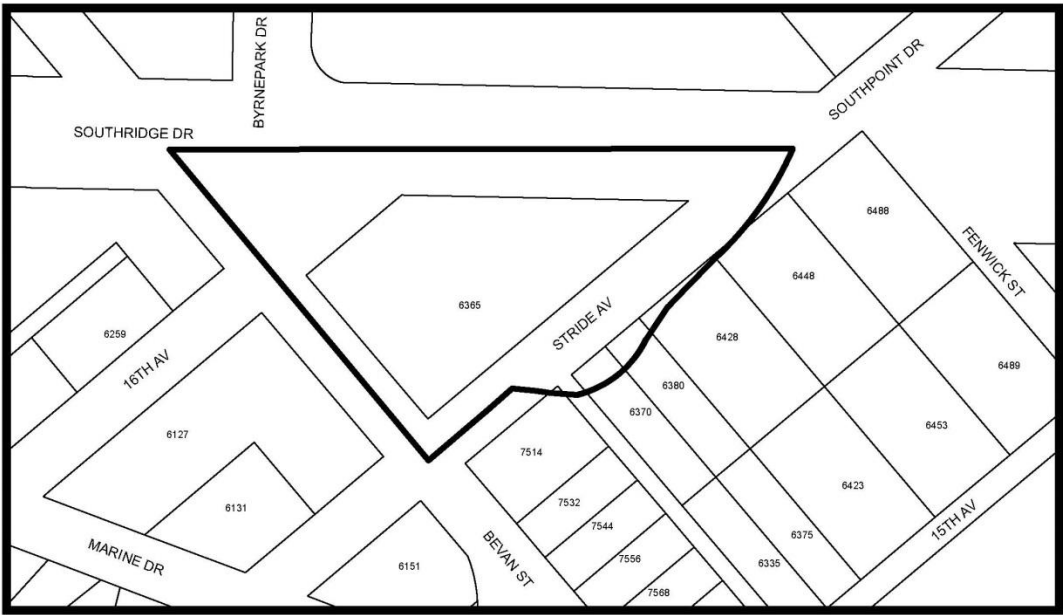 BYRNEPARK DR
SOUTHPOINT DR
SOUTHRIDGE DR
6488
FENWICK ST
6448
6365
STRIDE AV
6259
6428
16TH AV
6489
6380
6370
6453
6127
7514
6423
7532
6131
7544
15TH AV
6375
BEVAN ST
MARINE DR
7556
6335
6151
7568